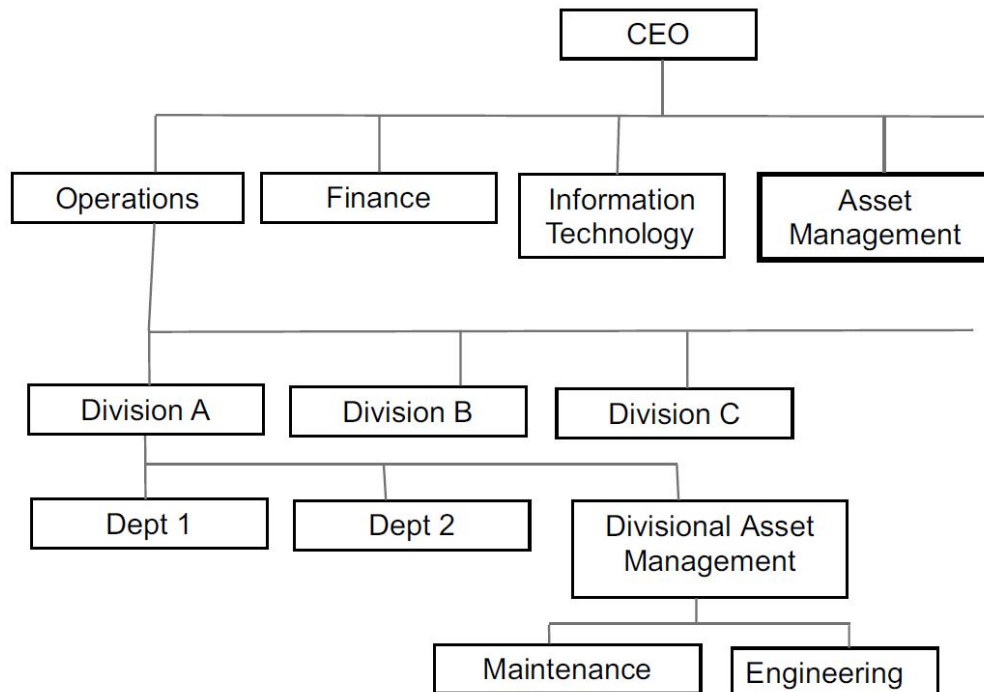 CEO
Operations
Finance
Information
Technology
Asset
Management
Division A
Division B
Division C
Dept 1
Dept 2
Divisional Asset
Management
Maintenance
Engineering